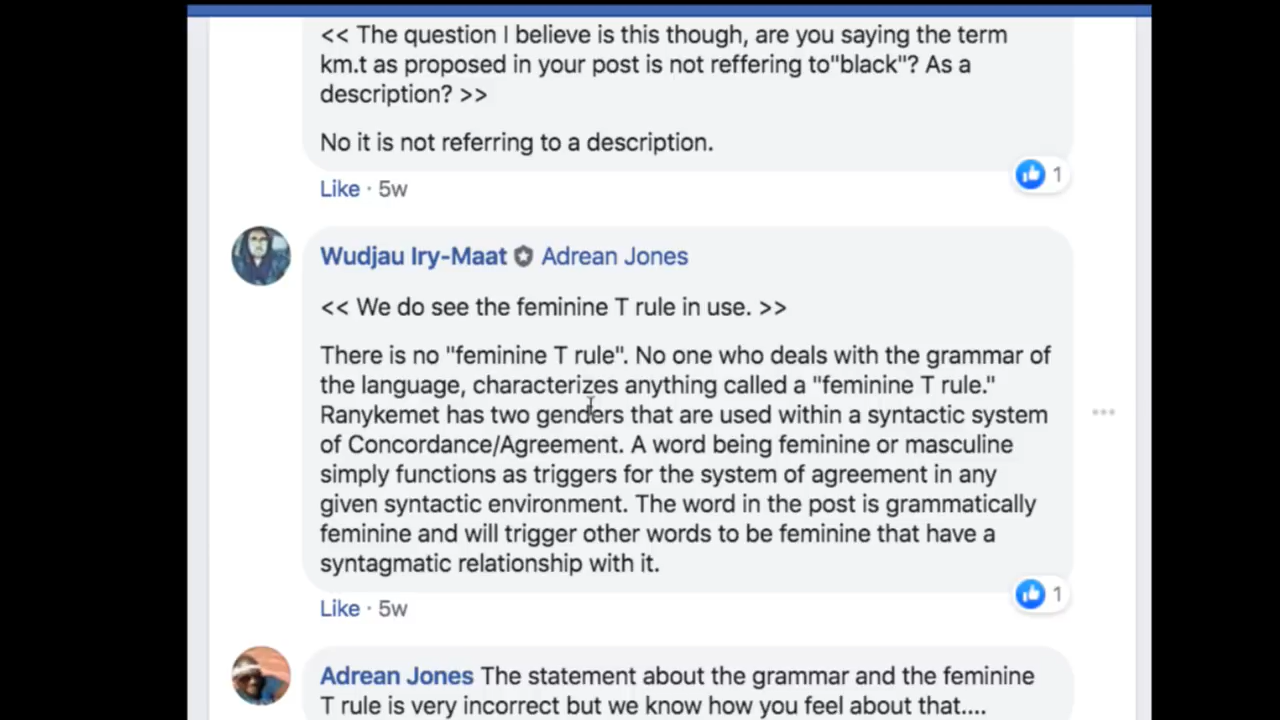 << The question I believe is this though, are you saying the term
km.t as proposed in your post is not reffering to"black"? As a
description? >>
No it is not referring to a description.
1
Like · 5w
Wudjau Iry-Maat Adrean Jones
<< We do see the feminine T rule in use. >>
There is no "feminine T rule". No one who deals with the grammar of
the language, characterizes anything called a "feminine T rule."
Ranykemet has two genders that are used within a syntactic system
of Concordance/Agreement. A word being feminine or masculine
simply functions as triggers for the system of agreement in any
given syntactic environment. The word in the post is grammatically
feminine and will trigger other words to be feminine that have a
syntagmatic relationship with it.
1
Like · 5w
Adrean Jones The statement about the grammar and the feminine
T rule is very incorrect but we know how you feel about that....